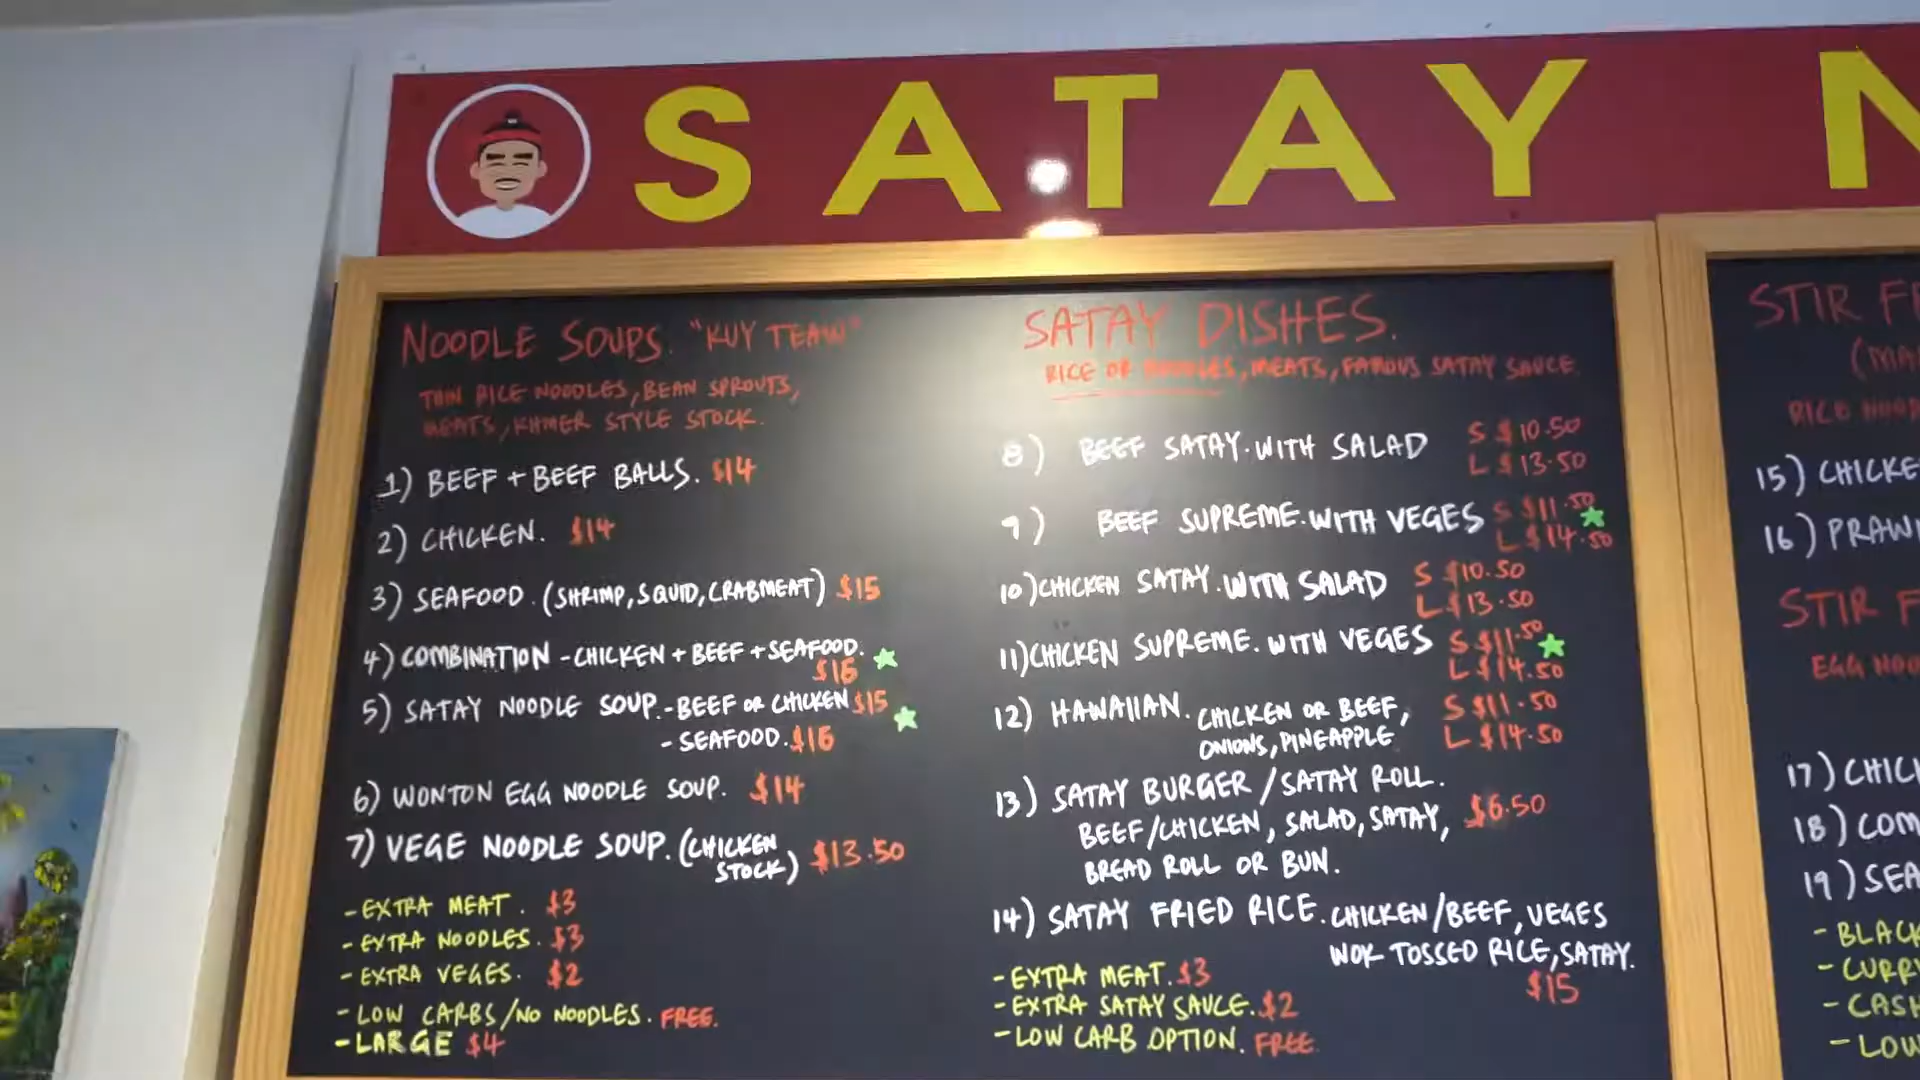 SATAY N
NOODLE SOUPS. "KUY TEAW"
THIN RICE NOODLES, BEAN SPROUTS,
MEATS, KHMER STYLE STOCK.
1) BEEF + BEEF BALLS. $14
2) CHICKEN. $14
3) SEAFOOD. (SHRIMP, SQUID, CRABMEAT) $15
4) COMBINATION - CHICKEN + BEEF + SEAFOOD.
$16
5) SATAY NOODLE SOUP. - BEEF OR CHICKEN $15
- SEAFOOD. $16
6) WONTON EGG NOODLE SOUP. $14
7) VEGE NOODLE SOUP. (CHICKEN
STOCK) $13.50
- EXTRA MEAT. $3
- EXTRA NOODLES. $3
- EXTRA VEGES. $2
- LOW CARBS/NO NOODLES. FREE.
- LARGE $4
SATAY DISHES.
RICE OR NOODLES, MEATS, FAMOUS SATAY SAUCE.
8) BEEF SATAY. WITH SALAD S $10.50
L $13.50
9) BEEF SUPREME. WITH VEGES S $11.50
L $14.50
10) CHICKEN SATAY. WITH SALAD S $10.50
L $13.50
11) CHICKEN SUPREME. WITH VEGES S $11.50
L $14.50
12) HAWAIIAN. CHICKEN OR BEEF, S $11.50
ONIONS, PINEAPPLE L $14.50
13) SATAY BURGER/SATAY ROLL.
BEEF/CHICKEN, SALAD, SATAY, $6.50
BREAD ROLL OR BUN.
14) SATAY FRIED RICE. CHICKEN/BEEF, VEGES
WOK TOSSED RICE, SATAY.
$15
- EXTRA MEAT. $3
- EXTRA SATAY SAUCE. $2
- LOW CARB OPTION. FREE.
STIR F
(MA
RICE NOOD
15) CHICKE
16) PRAW
STIR F
EGG NOO
17) CHIC
18) COM
19) SEA
- BLACK
- CURRY
- CASH
- LOW